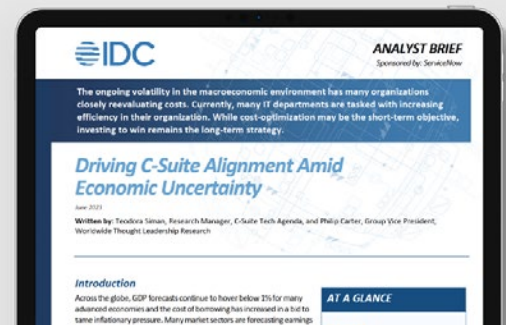 IDC
ANALYST BRIEF
Sponsored by: ServiceNow
The ongoing volatility in the macroeconomic environment has many organizations
closely reevaluating costs. Currently, many IT departments are tasked with increasing
efficiency in their organization. While cost-optimization may be the short-term objective,
investing to win remains the long-term strategy.
Driving C-Suite Alignment Amid
Economic Uncertainty
June 2023
Written by: Teodora Siman, Research Manager, C-Suite Tech Agenda, and Philip Carter, Group Vice President,
Worldwide Thought Leadership Research
Introduction
Across the globe, GDP forecasts continue to hover below 1% for many
advanced economies and the cost of borrowing has increased in a bid to
tame inflationary pressure. Many market sectors are forecasting earnings
AT A GLANCE